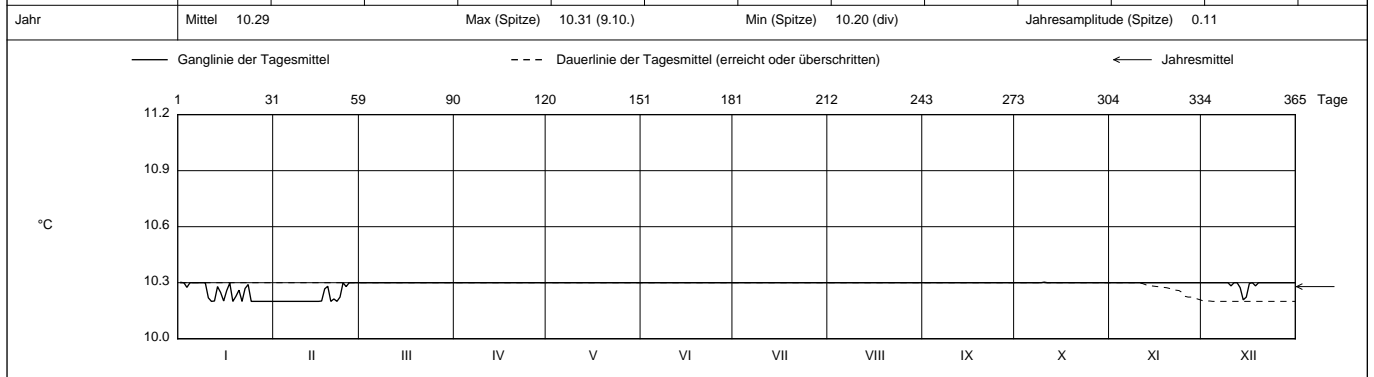 Jahr Mittel 10.29 Max (Spitze) 10.31 (9.10.) Min (Spitze) 10.20 (div) Jahresamplitude (Spitze) 0.11
Ganglinie der Tagesmittel Dauerlinie der Tagesmittel (erreicht oder überschritten) Jahresmittel
1 31 59 90 120 151 181 212 243 273 304 334 365 Tage
11.2
10.9
°C 10.6
10.3
10.0
I II III IV V VI VII VIII IX X XI XII